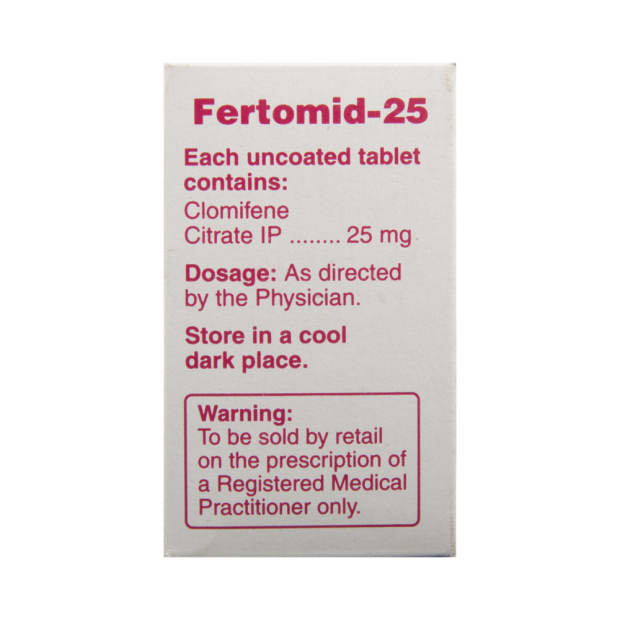 Fertomid-25
Each uncoated tablet
contains:
Clomifene
Citrate IP ........ 25 mg
Dosage: As directed
by the Physician.
Store in a cool
dark place.
Warning:
To be sold by retail
on the prescription of
a Registered Medical
Practitioner only.